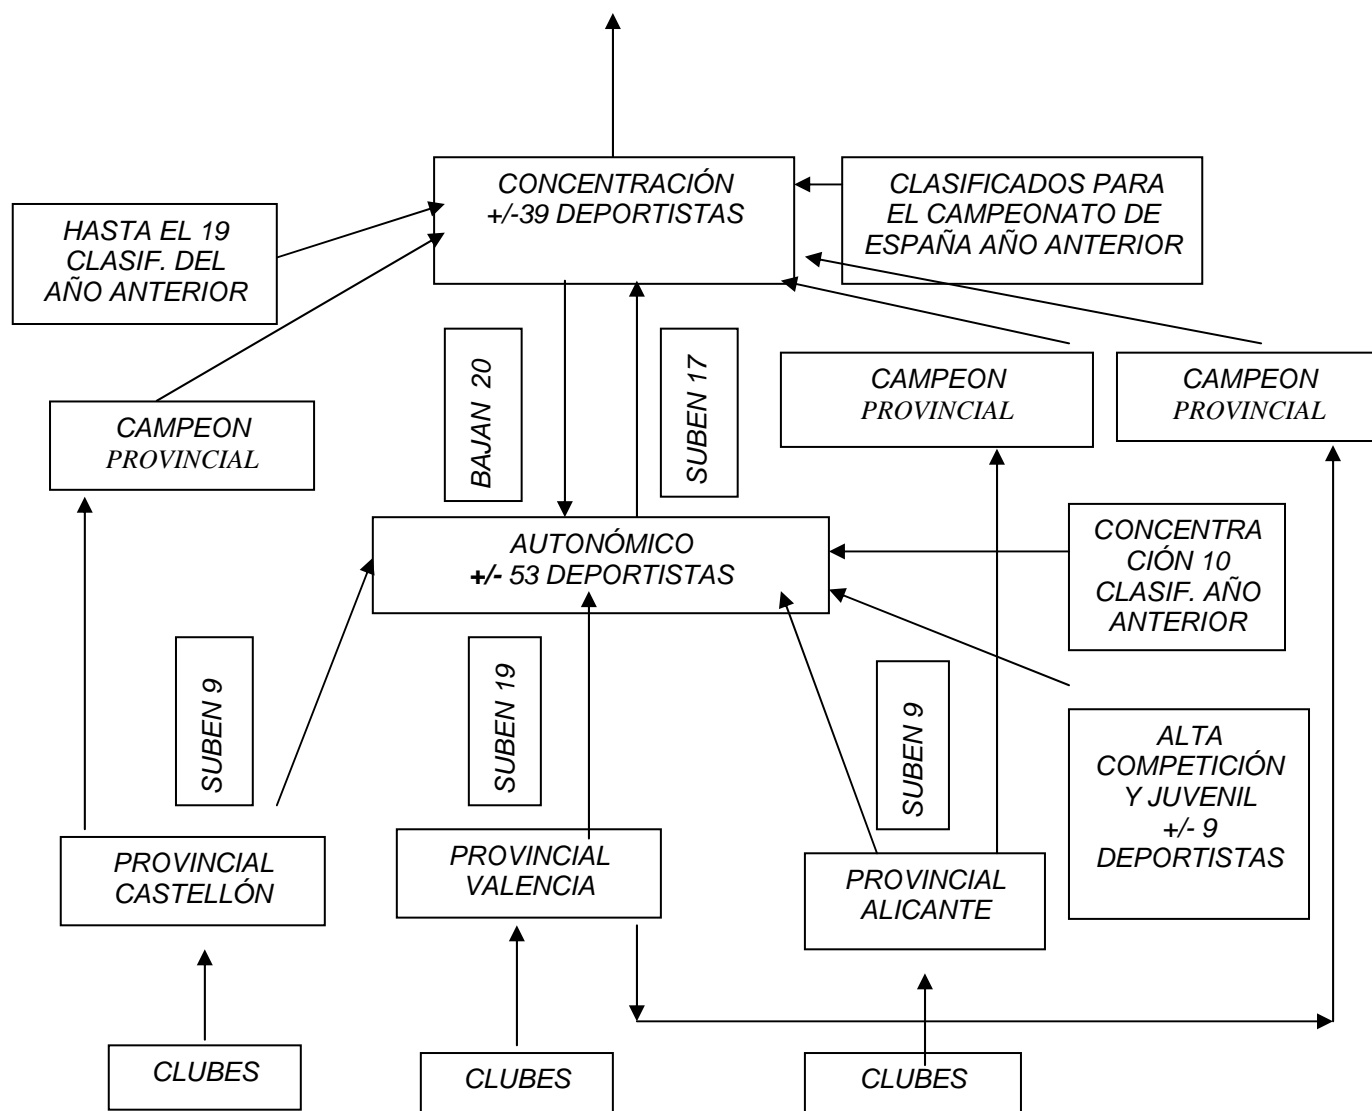 CONCENTRACIÓN
+/-39 DEPORTISTAS
CLASIFICADOS PARA
EL CAMPEONATO DE
ESPAÑA AÑO ANTERIOR
HASTA EL 19
CLASIF. DEL
AÑO ANTERIOR
BAJAN 20
SUBEN 17
CAMPEON
PROVINCIAL
CAMPEON
PROVINCIAL
CAMPEON
PROVINCIAL
AUTONÓMICO
+/- 53 DEPORTISTAS
CONCENTRA
CIÓN 10
CLASIF. AÑO
ANTERIOR
SUBEN 9
SUBEN 19
SUBEN 9
ALTA
COMPETICIÓN
Y JUVENIL
+/- 9
DEPORTISTAS
PROVINCIAL
CASTELLÓN
PROVINCIAL
VALENCIA
PROVINCIAL
ALICANTE
CLUBES
CLUBES
CLUBES